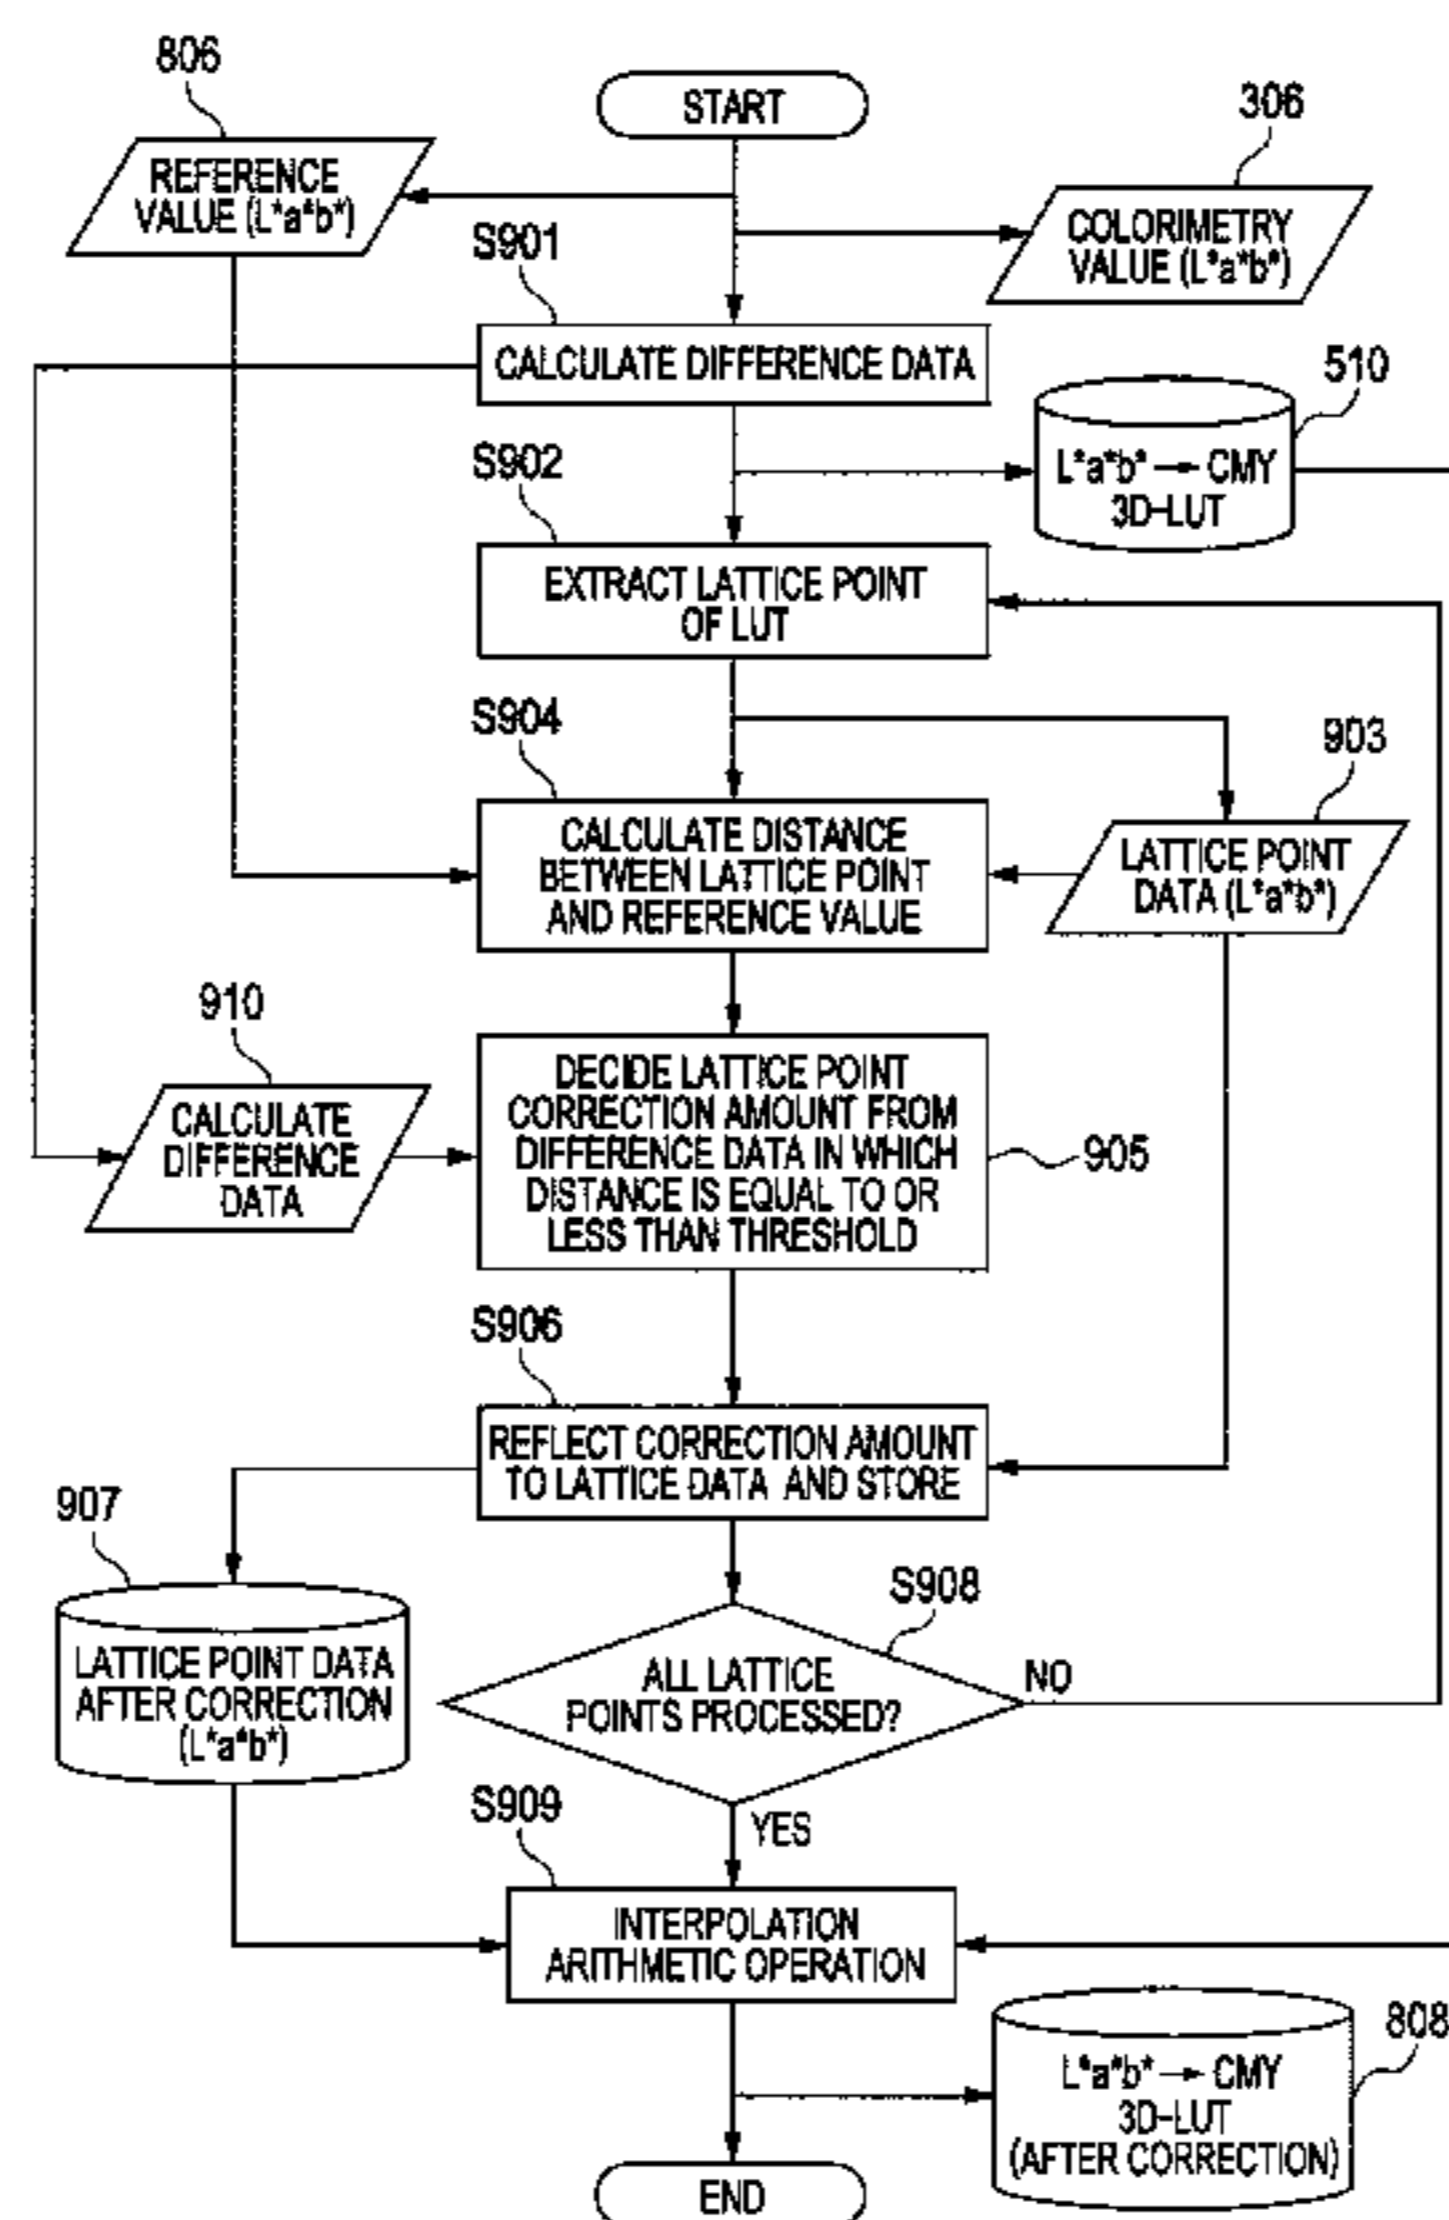 806
START
306
REFERENCE
VALUE (L*a*b*)
COLORIMETRY
VALUE (L*a*b*)
S901
CALCULATE DIFFERENCE DATA
510
L*a*b* → CMY
3D-LUT
S902
EXTRACT LATTICE POINT
OF LUT
S904
903
CALCULATE DISTANCE
BETWEEN LATTICE POINT
AND REFERENCE VALUE
LATTICE POINT
DATA (L*a*b*)
910
CALCULATE
DIFFERENCE
DATA
DECIDE LATTICE POINT
CORRECTION AMOUNT FROM
DIFFERENCE DATA IN WHICH
DISTANCE IS EQUAL TO OR
LESS THAN THRESHOLD
905
S906
REFLECT CORRECTION AMOUNT
TO LATTICE DATA AND STORE
907
LATTICE POINT DATA
AFTER CORRECTION
(L*a*b*)
S908
ALL LATTICE
POINTS PROCESSED?
NO
YES
S909
INTERPOLATION
ARITHMETIC OPERATION
808
L*a*b* → CMY
3D-LUT
(AFTER CORRECTION)
END